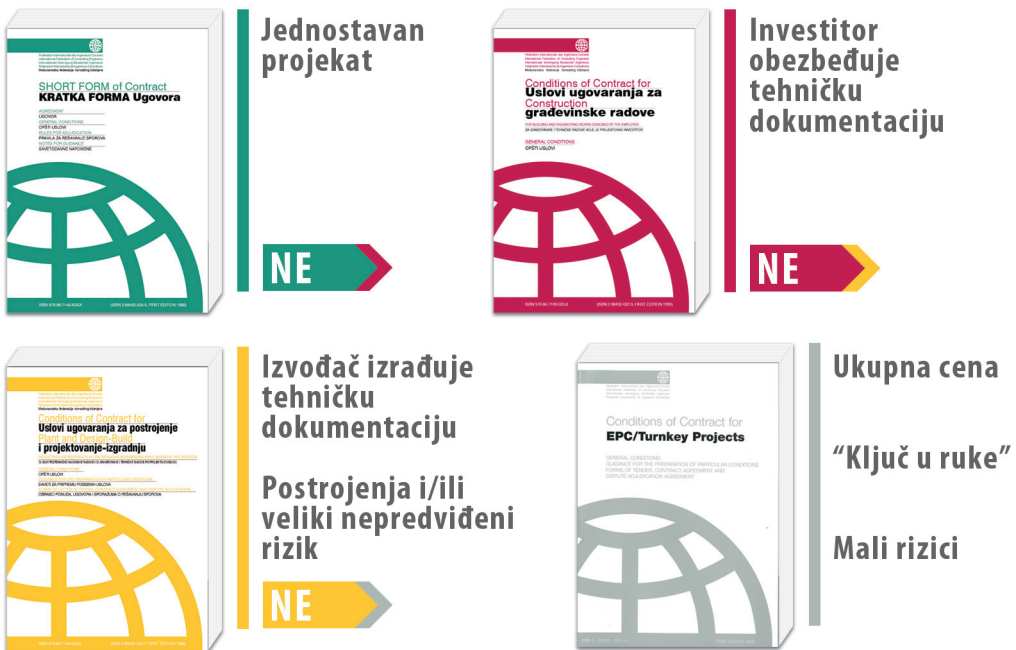 SHORT FORM of Contract
KRATKA FORMA Ugovora
AGREEMENT
UGOVOR
GENERAL CONDITIONS
OPŠTI USLOVI
RULES FOR ADJUDICATION
PRAVILA ZA REŠAVANJE SPOROVA
NOTES FOR GUIDANCE
SAVETODAVNE NAPOMENE
Jednostavan
projekat
NE
Conditions of Contract for
Uslovi ugovaranja za
Construction
građevinske radove
GENERAL CONDITIONS
OPŠTI USLOVI
Investitor
obezbeđuje
tehničku
dokumentaciju
NE
Conditions of Contract for
Uslovi ugovaranja za postrojenje
Plant and Design-Build
i projektovanje-izgradnju
OPŠTI USLOVI
Izvođač izrađuje
tehničku
dokumentaciju
Postrojenja i/ili
veliki nepredviđeni
rizik
NE
Conditions of Contract for
EPC/Turnkey Projects
GENERAL CONDITIONS
GUIDANCE FOR THE PREPARATION OF PARTICULAR CONDITIONS
FORMS OF TENDER, CONTRACT AGREEMENT AND
DISPUTE ADJUDICATION AGREEMENT
Ukupna cena
“Ključ u ruke”
Mali rizici